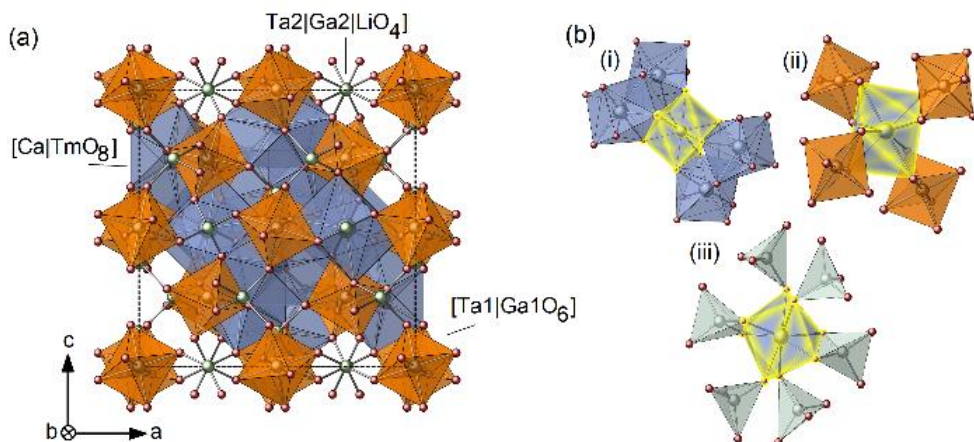 (a)
Ta2|Ga2|LiO₄]
[Ca|TmO₈]
[Ta1|Ga1O₆]
c
b
a
(b)
(i)
(ii)
(iii)